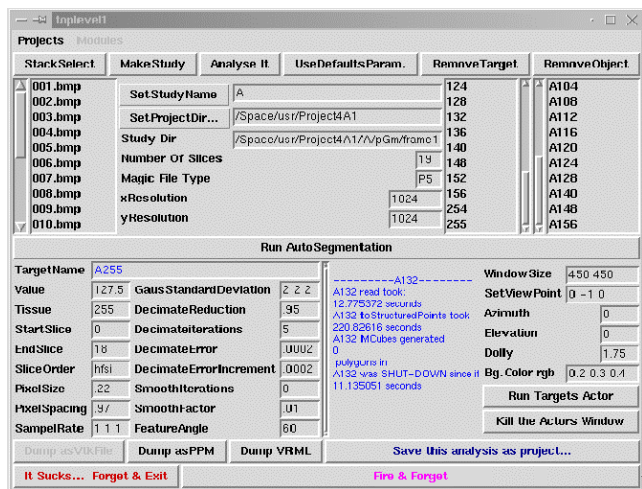 toplevel1
Projects Modules
StackSelect MakeStudy Analyse It UseDefaultsParam. RemoveTarget RemoveObject
001.bmp
002.bmp
003.bmp
004.bmp
005.bmp
006.bmp
007.bmp
008.bmp
009.bmp
010.bmp
SetStudyName A
SetProjectDir... /Space/usr/Project4A1
Study Dir /Space/usr/Project4A1/A/pGm/frame1
Number Of Slices 19
Magic File Type P5
xResolution 1024
yResolution 1024
124
128
132
136
140
148
152
156
254
255
A104
A108
A112
A116
A120
A124
A128
A140
A148
A156
Run AutoSegmentation
TargetName A255
Value 127.5 GausStandardDeviation 2 2 2
Tissue 255 DecimateReduction .95
StartSlice 0 Decimateiterations 5
EndSlice 18 DecimateError .0002
SliceOrder hfsi DecimateErrorIncrement .0002
PixelSize .22 SmoothIterations 0
PixelSpacing .97 SmoothFactor .01
SampelRate 1 1 1 FeatureAngle 60
---------A132--------
A132 read took:
12.775372 seconds
A132 toStructuredPoints took
220.82616 seconds
A132 MCubes generated
0
polygons in
A132 was SHUT-DOWN since it
11.135051 seconds
WindowSize 450 450
SetViewPoint 0 -1 0
Azimuth 0
Elevation 0
Dolly 1.75
Bg.Color rgb 0.2 0.3 0.4
Run Targets Actor
Kill the Actors Window
Dump asVtkFile Dump asPPM Dump VRML Save this analysis as project...
It Sucks... Forget & Exit Fire & Forget